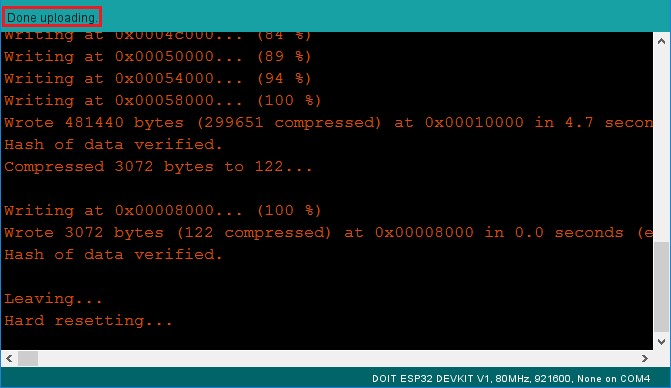 Done uploading.
Writing at 0x0004c000... (84 %)
Writing at 0x00050000... (89 %)
Writing at 0x00054000... (94 %)
Writing at 0x00058000... (100 %)
Wrote 481440 bytes (299651 compressed) at 0x00010000 in 4.7 secon
Hash of data verified.
Compressed 3072 bytes to 122...
Writing at 0x00008000... (100 %)
Wrote 3072 bytes (122 compressed) at 0x00008000 in 0.0 seconds (e
Hash of data verified.
Leaving...
Hard resetting...
DOIT ESP32 DEVKIT V1, 80MHz, 921600, None on COM4